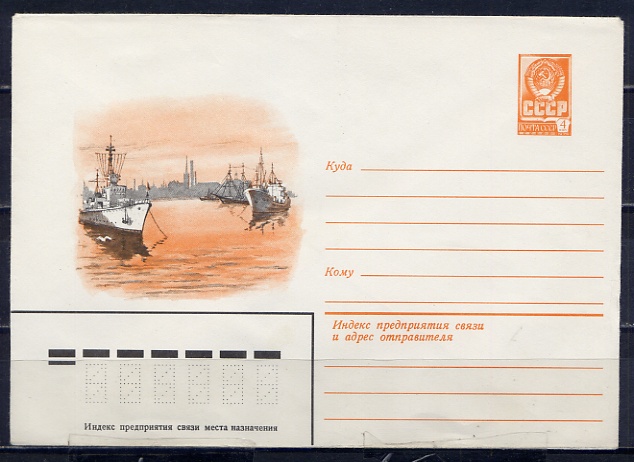 СССР
ПОЧТА СССР 4
Куда
Кому
Индекс предприятия связи
и адрес отправителя
Индекс предприятия связи места назначения